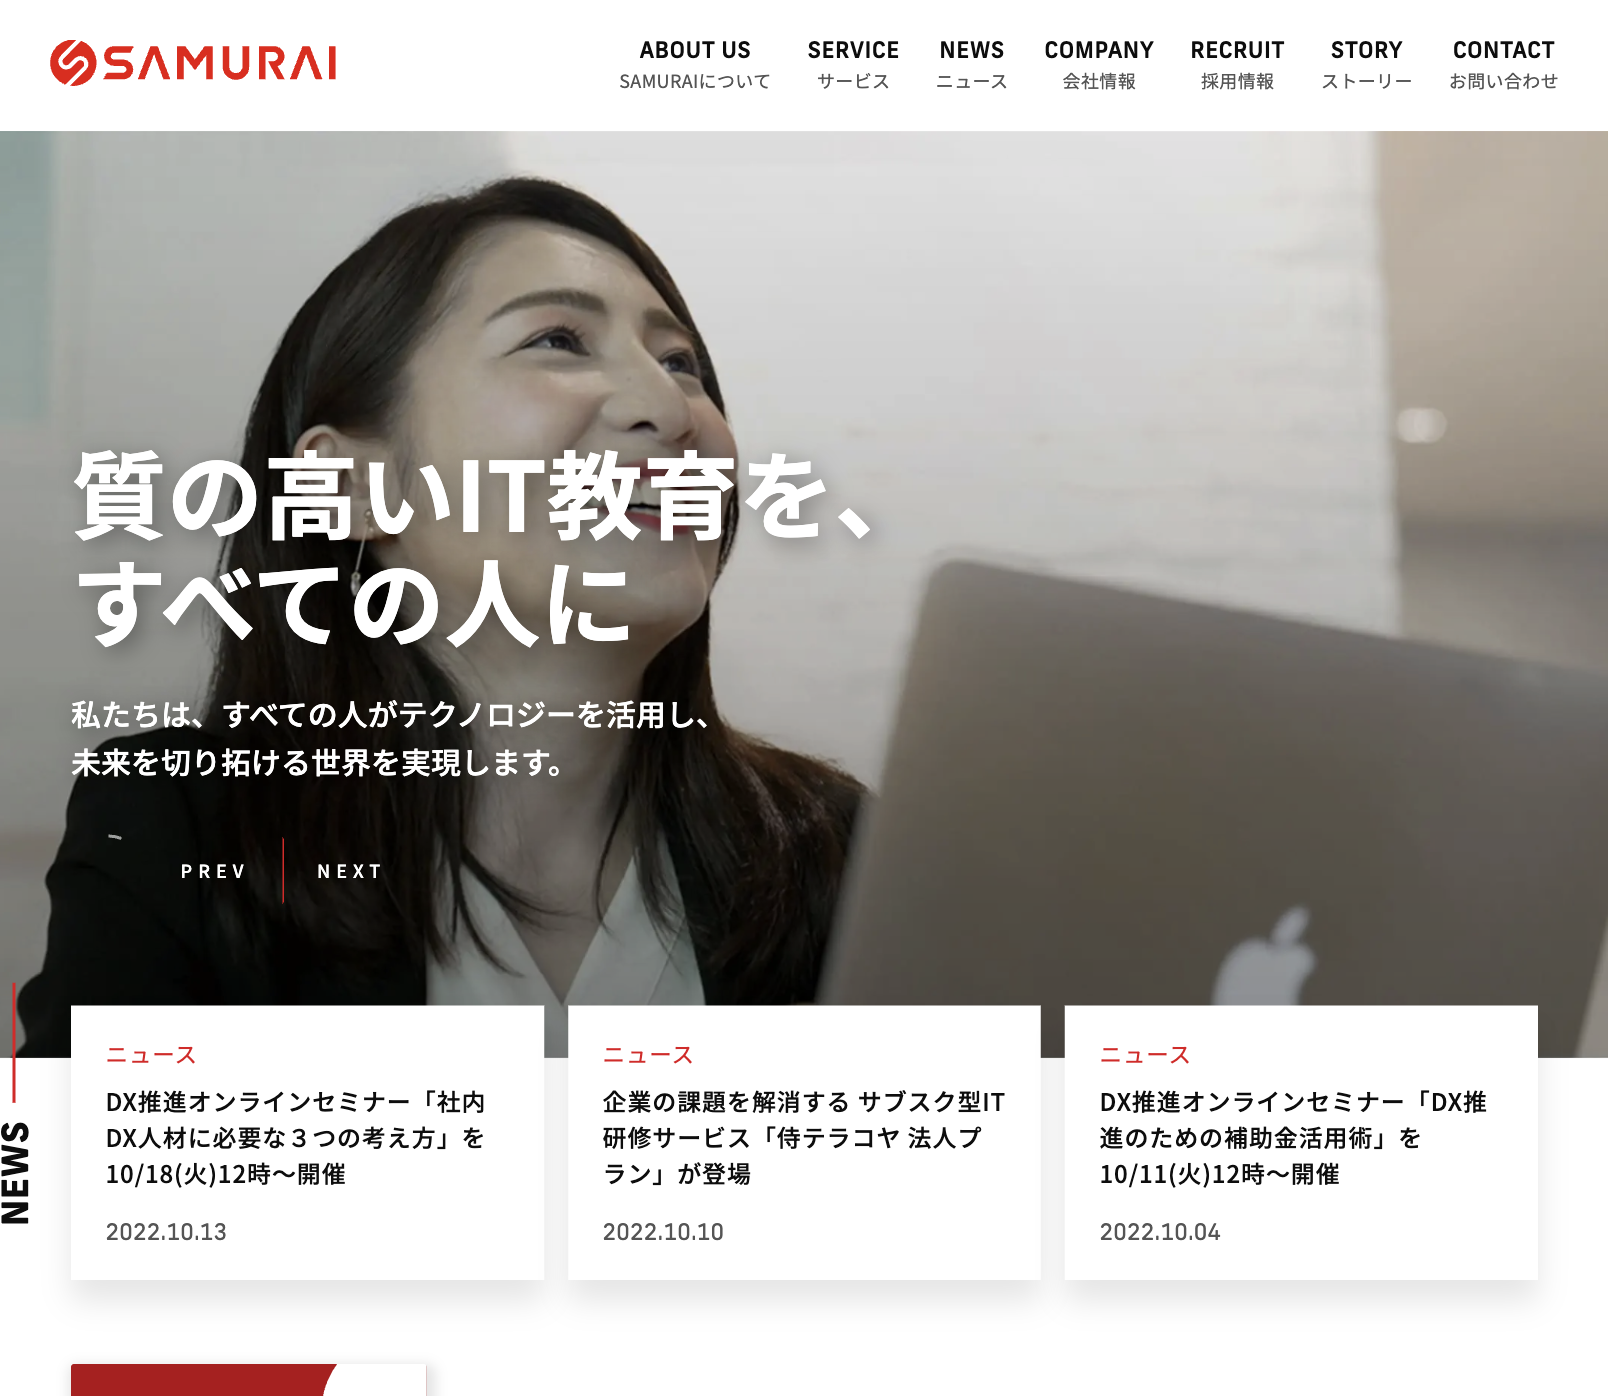 SAMURAI
ABOUT US
SAMURAIについて
SERVICE
サービス
NEWS
ニュース
COMPANY
会社情報
RECRUIT
採用情報
STORY
ストーリー
CONTACT
お問い合わせ
質の高いIT教育を、
すべての人に
私たちは、すべての人がテクノロジーを活用し、
未来を切り拓ける世界を実現します。
PREV
NEXT
NEWS
ニュース
DX推進オンラインセミナー「社内
DX人材に必要な３つの考え方」を
10/18(火)12時〜開催
2022.10.13
ニュース
企業の課題を解消する サブスク型IT
研修サービス「侍テラコヤ 法人プ
ラン」が登場
2022.10.10
ニュース
DX推進オンラインセミナー「DX推
進のための補助金活用術」を
10/11(火)12時〜開催
2022.10.04